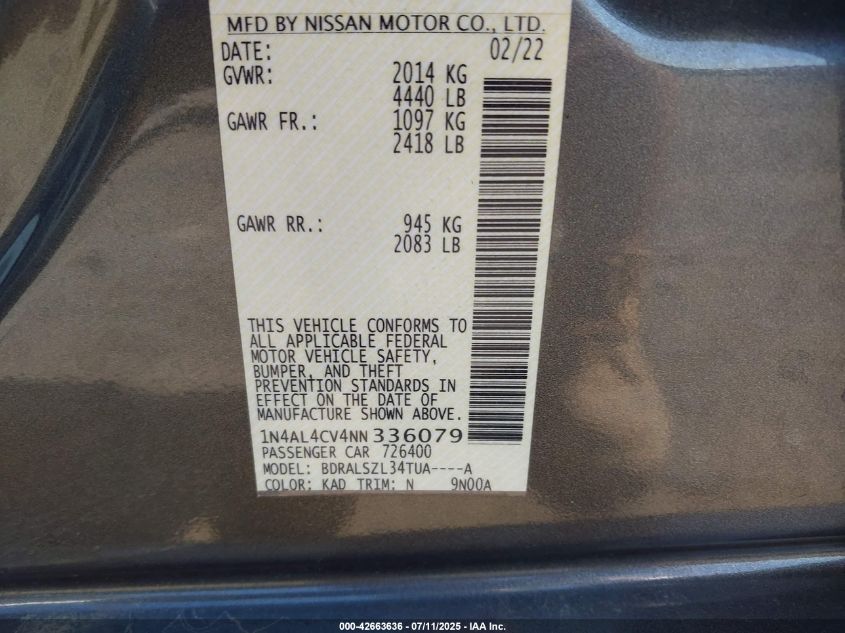 MFD BY NISSAN MOTOR CO., LTD.
DATE: 02/22
GVWR: 2014 KG
4440 LB
GAWR FR.: 1097 KG
2418 LB
GAWR RR.: 945 KG
2083 LB
THIS VEHICLE CONFORMS TO
ALL APPLICABLE FEDERAL
MOTOR VEHICLE SAFETY,
BUMPER, AND THEFT
PREVENTION STANDARDS IN
EFFECT ON THE DATE OF
MANUFACTURE SHOWN ABOVE.
1N4AL4CV4NN336079
PASSENGER CAR 726400
MODEL: BDRALSZL34TUA----A
COLOR: KAD TRIM: N 9N00A
000-42663636 - 07/11/2025 - IAA Inc.